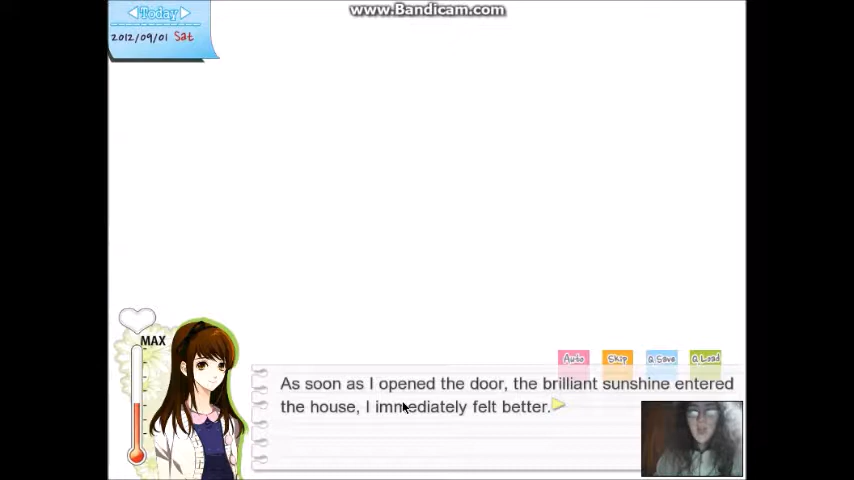 www.Bandicam.com
Today
2012/09/01 Sat
MAX
Auto
Skip
Q.Save
Q.Load
As soon as I opened the door, the brilliant sunshine entered
the house, I immediately felt better.